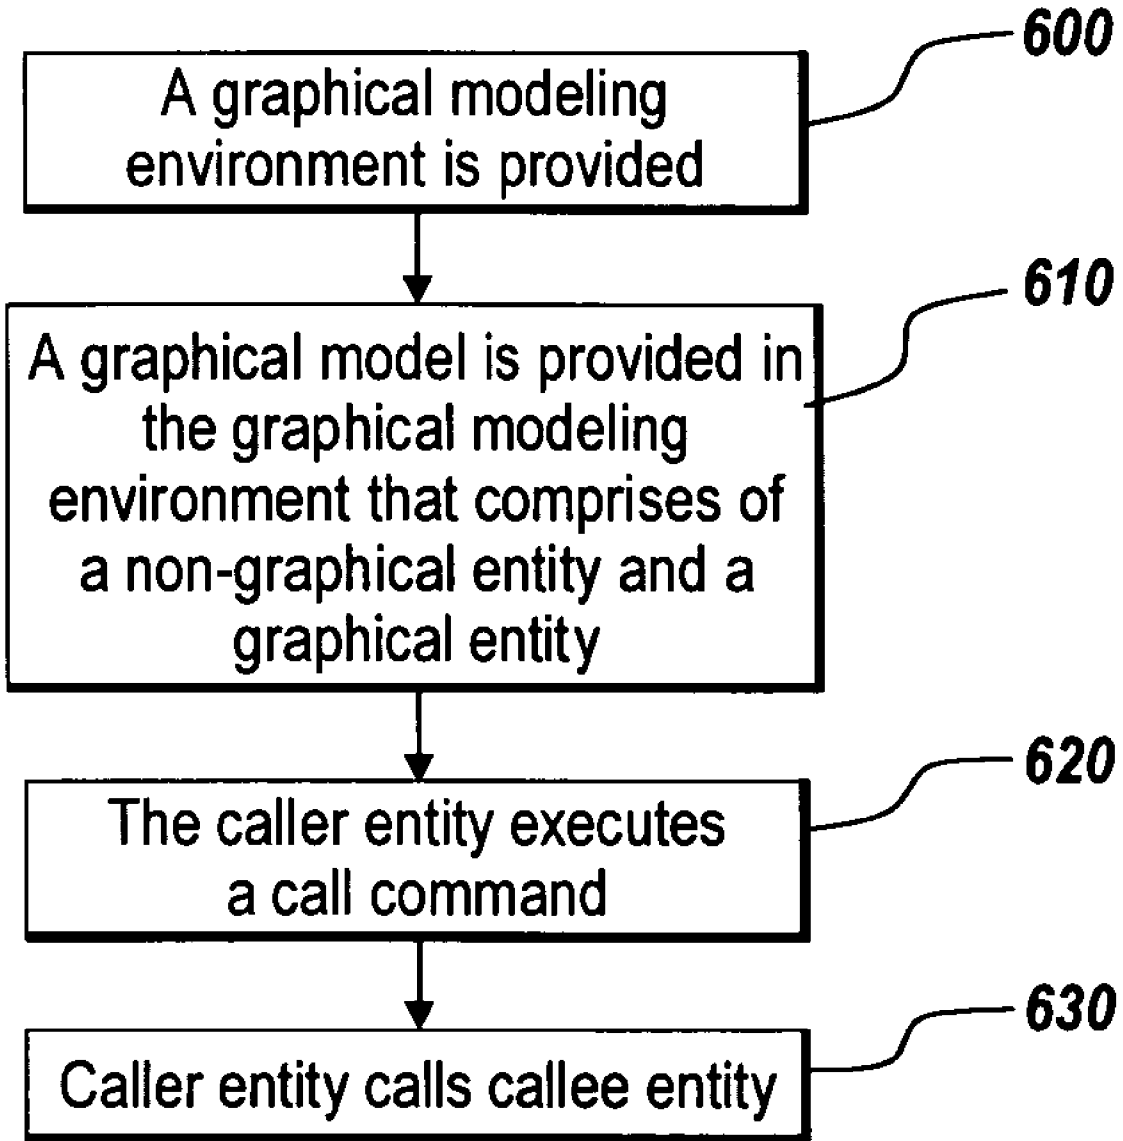 600
A graphical modeling
environment is provided
610
A graphical model is provided in
the graphical modeling
environment that comprises of
a non-graphical entity and a
graphical entity
620
The caller entity executes
a call command
630
Caller entity calls callee entity